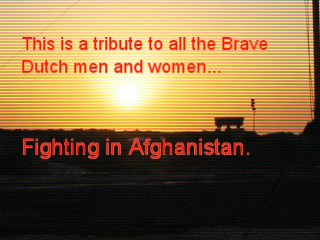 This is a tribute to all the Brave
Dutch men and women...
Fighting in Afghanistan.